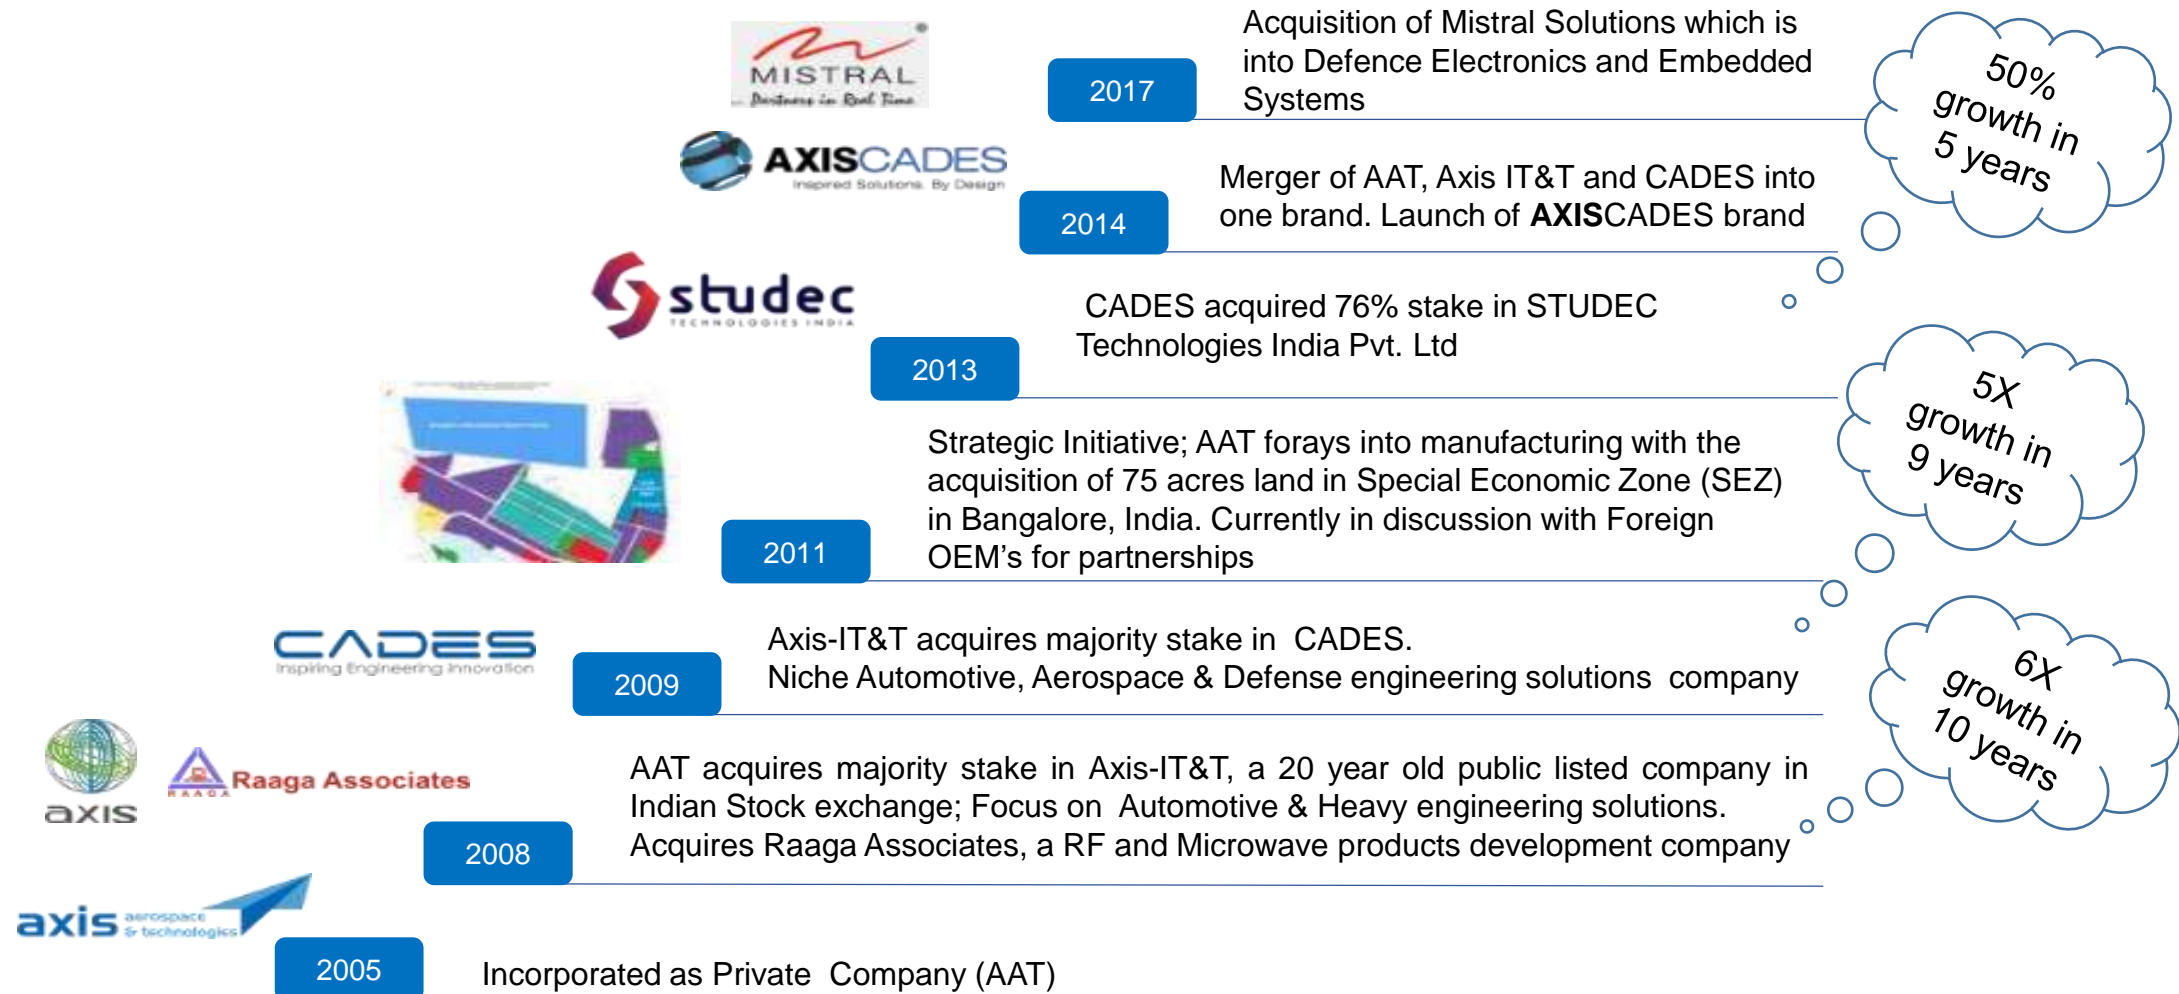 MISTRAL
Partners in Real Time
2017
Acquisition of Mistral Solutions which is
into Defence Electronics and Embedded
Systems
50%
growth in
5 years
AXISCADES
Inspired Solutions. By Design
2014
Merger of AAT, Axis IT&T and CADES into
one brand. Launch of AXISCADES brand
studec
TECHNOLOGIES INDIA
2013
CADES acquired 76% stake in STUDEC
Technologies India Pvt. Ltd
5X
growth in
9 years
2011
Strategic Initiative; AAT forays into manufacturing with the
acquisition of 75 acres land in Special Economic Zone (SEZ)
in Bangalore, India. Currently in discussion with Foreign
OEM’s for partnerships
CADES
Inspiring Engineering Innovation
2009
Axis-IT&T acquires majority stake in CADES.
Niche Automotive, Aerospace & Defense engineering solutions company
6X
growth in
10 years
axis
RAAGA
Raaga Associates
2008
AAT acquires majority stake in Axis-IT&T, a 20 year old public listed company in
Indian Stock exchange; Focus on Automotive & Heavy engineering solutions.
Acquires Raaga Associates, a RF and Microwave products development company
axis aerospace
& technologies
2005
Incorporated as Private Company (AAT)